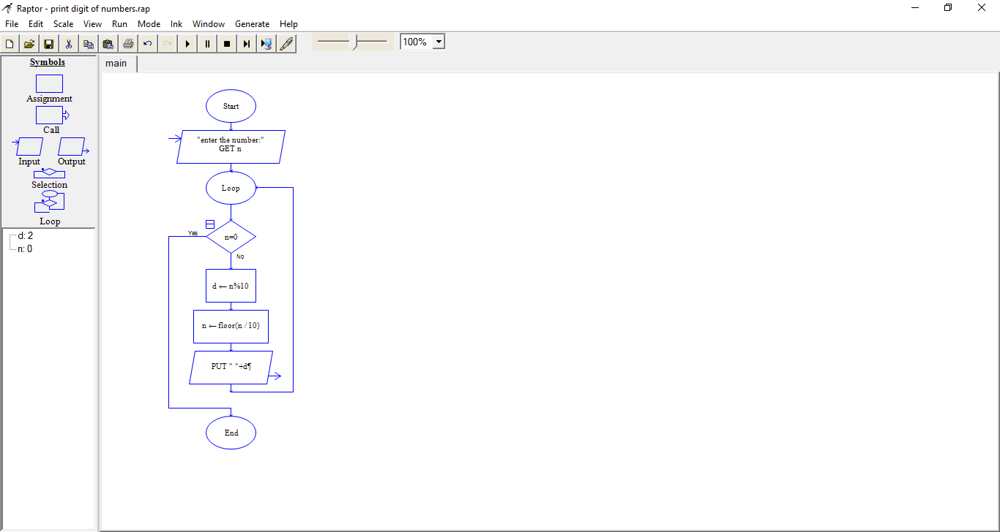 Raptor - print digit of numbers.rap
File Edit Scale View Run Mode Ink Window Generate Help
100%
Symbols
Assignment
Call
Input Output
Selection
Loop
d: 2
n: 0
main
Start
"enter the number:"
GET n
Loop
Yes
n=0
No
d ← n%10
n ← floor(n / 10)
PUT " "+d¶
End